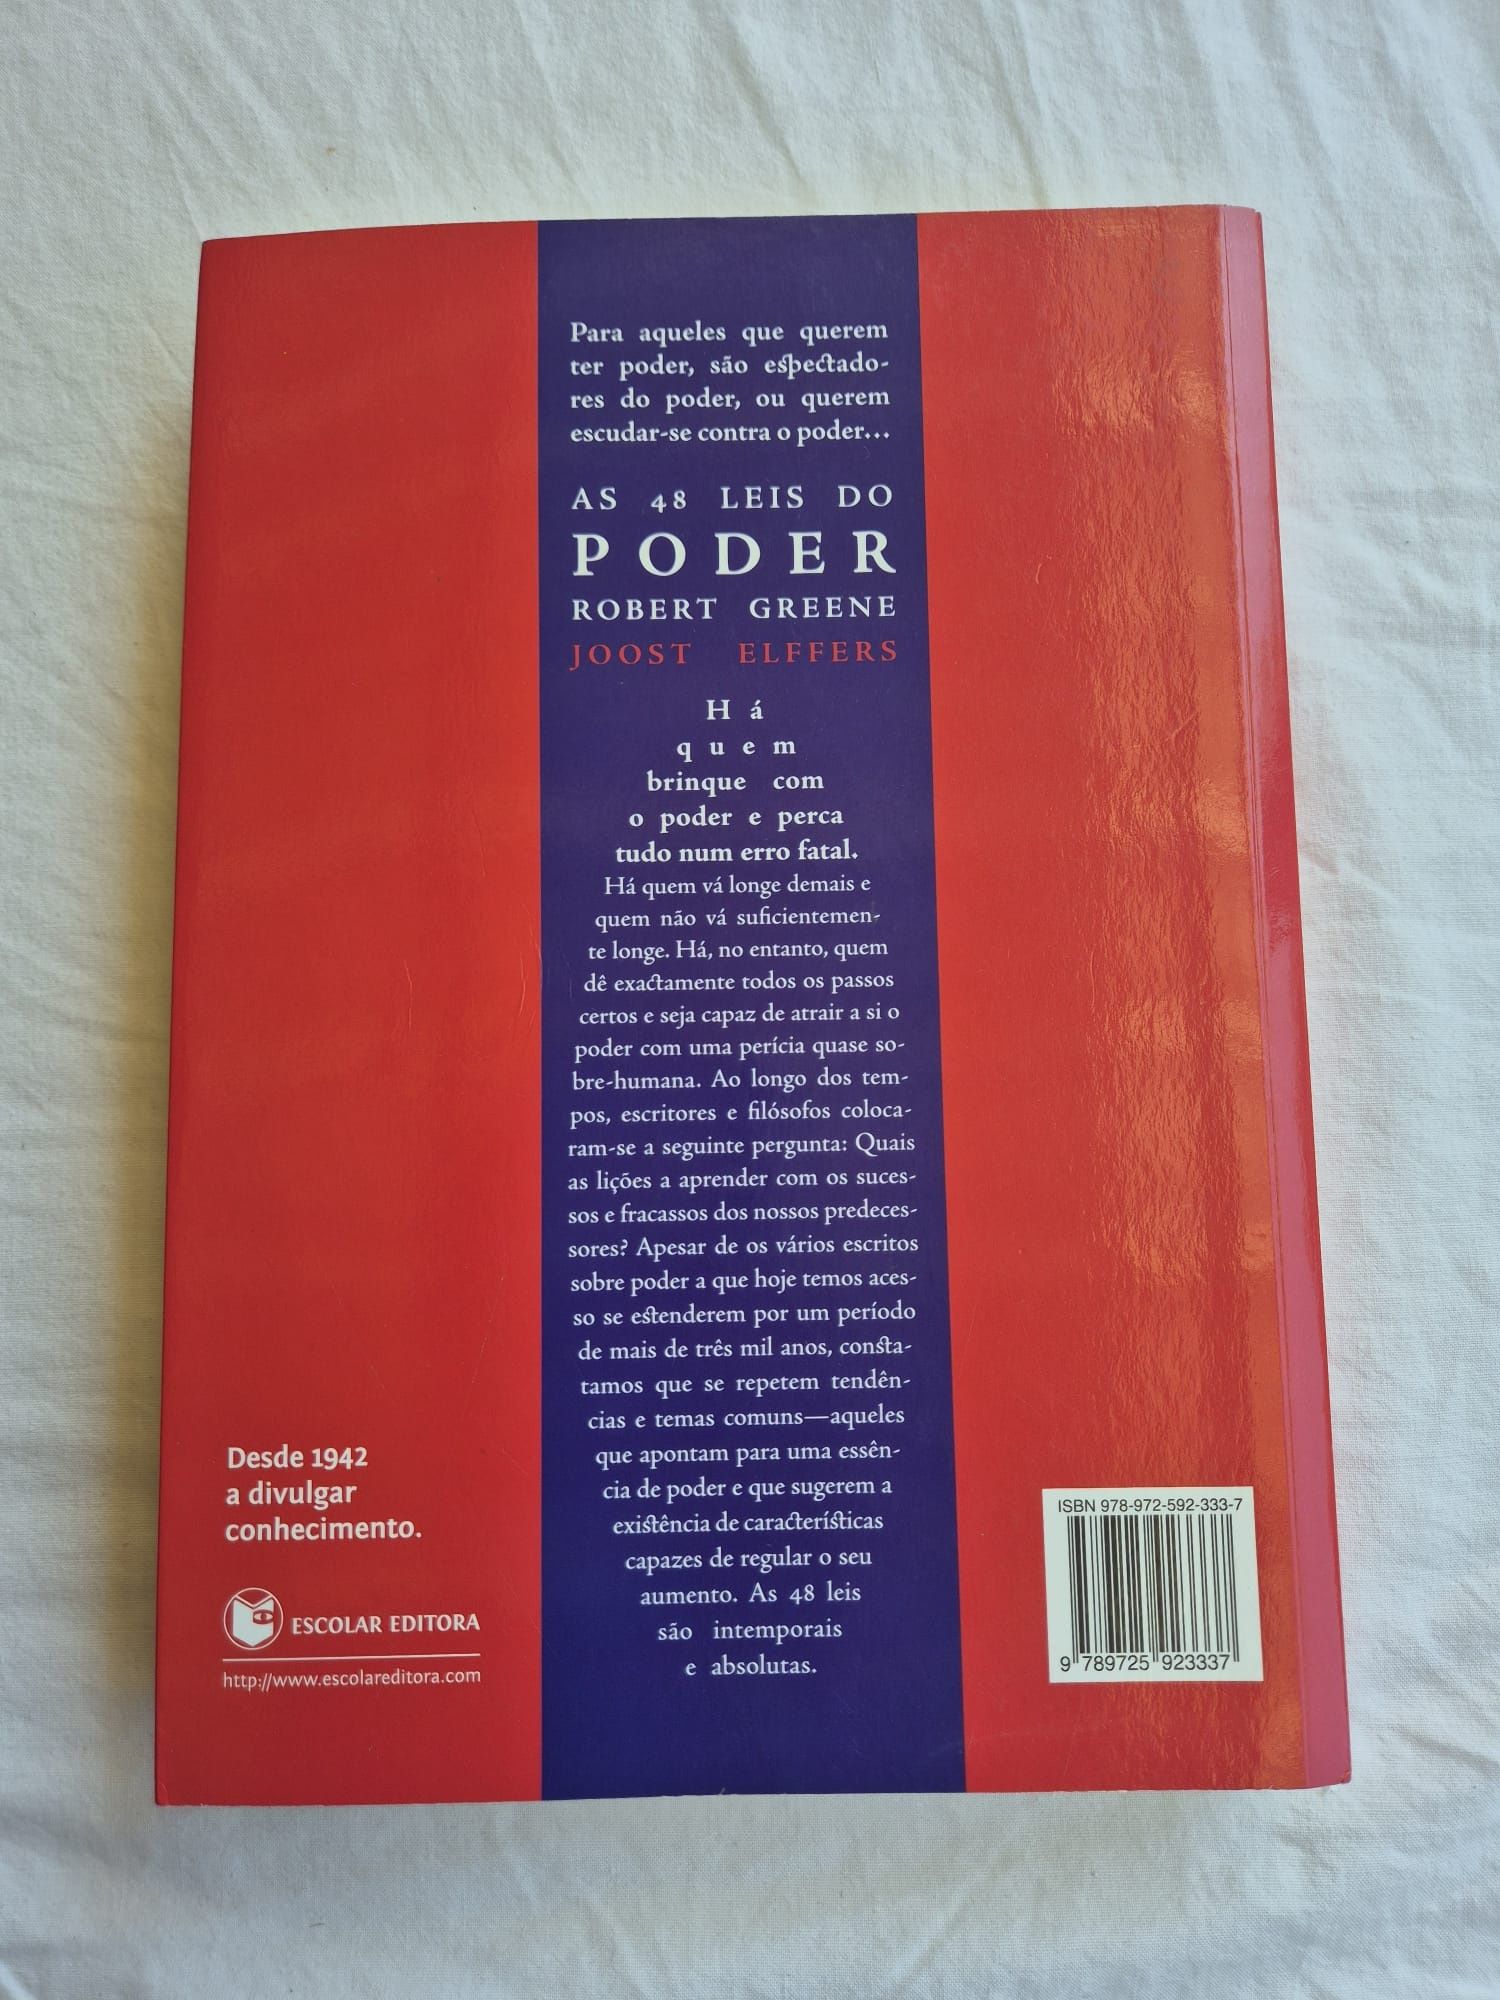 Para aqueles que querem
ter poder, são espectado-
res do poder, ou querem
escudar-se contra o poder...
AS 48 LEIS DO
PODER
ROBERT GREENE
JOOST ELFFERS
Há
quem
brinque com
o poder e perca
tudo num erro fatal.
Há quem vá longe demais e
quem não vá suficientemen-
te longe. Há, no entanto, quem
dê exactamente todos os passos
certos e seja capaz de atrair a si o
poder com uma perícia quase so-
bre-humana. Ao longo dos tem-
pos, escritores e filósofos coloca-
ram-se a seguinte pergunta: Quais
as lições a aprender com os suces-
sos e fracassos dos nossos predeces-
sores? Apesar de os vários escritos
sobre poder a que hoje temos aces-
so se estenderem por um período
de mais de três mil anos, consta-
tamos que se repetem tendên-
cias e temas comuns—aqueles
que apontam para uma essên-
cia de poder e que sugerem a
existência de características
capazes de regular o seu
aumento. As 48 leis
são intemporais
e absolutas.
Desde 1942
a divulgar
conhecimento.
ESCOLAR EDITORA
http://www.escolareditora.com
ISBN 978-972-592-333-7
9 789725 923337